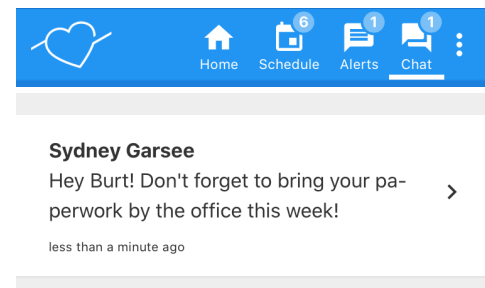 6 1 1
Home Schedule Alerts Chat
Sydney Garsee
Hey Burt! Don't forget to bring your pa-
perwork by the office this week!
less than a minute ago